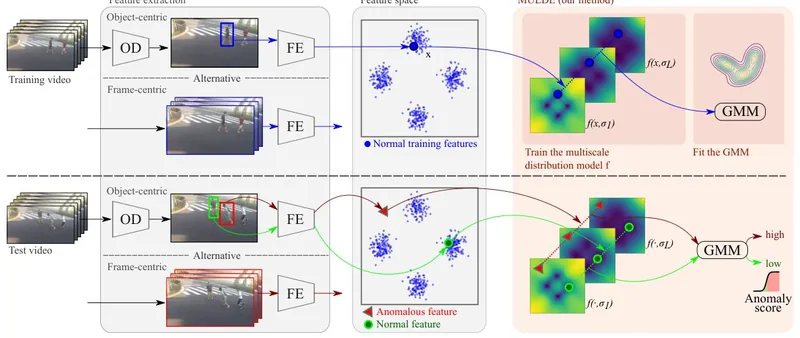 Feature extraction
Feature space
MULDE (our method)
Object-centric
OD
FE
Training video
Alternative
Frame-centric
FE
x
Normal training features
f(x,σL)
f(x,σ1)
GMM
Train the multiscale
distribution model f
Fit the GMM
Object-centric
OD
FE
Test video
Alternative
Frame-centric
FE
Anomalous feature
Normal feature
f(·,σL)
f(·,σ1)
GMM
high
low
Anomaly
score